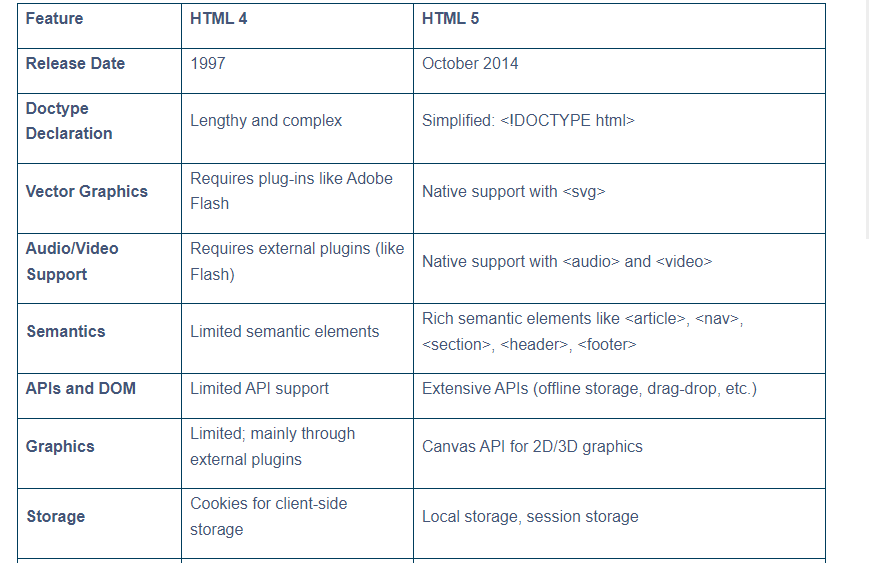 Feature HTML 4 HTML 5
Release Date 1997 October 2014
Doctype
Declaration
Lengthy and complex
Simplified: <!DOCTYPE html>
Vector Graphics
Requires plug-ins like Adobe
Flash
Native support with <svg>
Audio/Video
Support
Requires external plugins (like
Flash)
Native support with <audio> and <video>
Semantics
Limited semantic elements
Rich semantic elements like <article>, <nav>,
<section>, <header>, <footer>
APIs and DOM
Limited API support
Extensive APIs (offline storage, drag-drop, etc.)
Graphics
Limited; mainly through
external plugins
Canvas API for 2D/3D graphics
Storage
Cookies for client-side
storage
Local storage, session storage